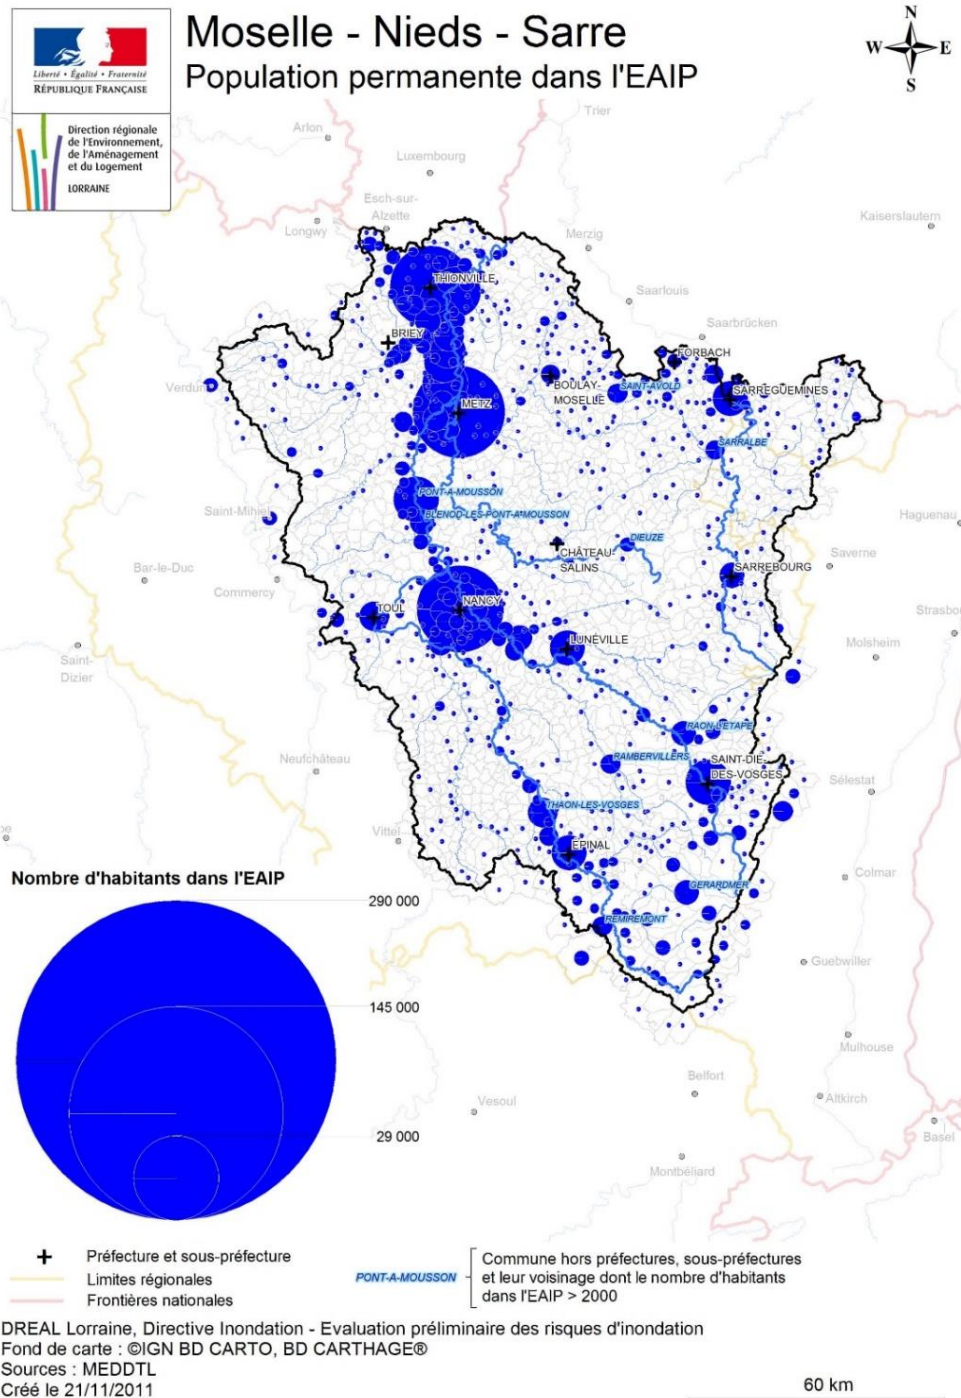 Moselle - Nieds - Sarre
Population permanente dans l'EAIP
Liberté • Égalité • Fraternité
RÉPUBLIQUE FRANÇAISE
Direction régionale
de l'Environnement,
de l'Aménagement
et du Logement
LORRAINE
N
W
E
S
Trier
Arlon
Luxembourg
Esch-sur-
Alzette
Longwy
Merzig
Kaiserslautern
THIONVILLE
Saarlouis
BRIEY
Saarbrücken
FORBACH
Verdun
BOULAY-
MOSELLE
SAINT-AVOLD
SARREGUEMINES
METZ
SARRALBE
PONT-A-MOUSSON
BLENOD-LES-PONT-A-MOUSSON
Saint-Mihiel
Haguenau
DIEUZE
CHÂTEAU-
SALINS
Saverne
Bar-le-Duc
SARREBOURG
Commercy
TOUL
NANCY
Strasbou
LUNÉVILLE
Molsheim
Saint-
Dizier
RAON-L'ETAPE
Neufchâteau
RAMBERVILLERS
SAINT-DIE-
DES-VOSGES
Sélestat
THAON-LES-VOSGES
Vittel
EPINAL
Colmar
GERARDMER
REMIREMONT
Guebwiller
Mulhouse
Belfort
Vesoul
Altkirch
Basel
Montbéliard
Nombre d'habitants dans l'EAIP
290 000
145 000
29 000
Préfecture et sous-préfecture
Limites régionales
Frontières nationales
PONT-A-MOUSSON
Commune hors préfectures, sous-préfectures
et leur voisinage dont le nombre d'habitants
dans l'EAIP > 2000
DREAL Lorraine, Directive Inondation - Evaluation préliminaire des risques d'inondation
Fond de carte : ©IGN BD CARTO, BD CARTHAGE®
Sources : MEDDTL
Créé le 21/11/2011
60 km